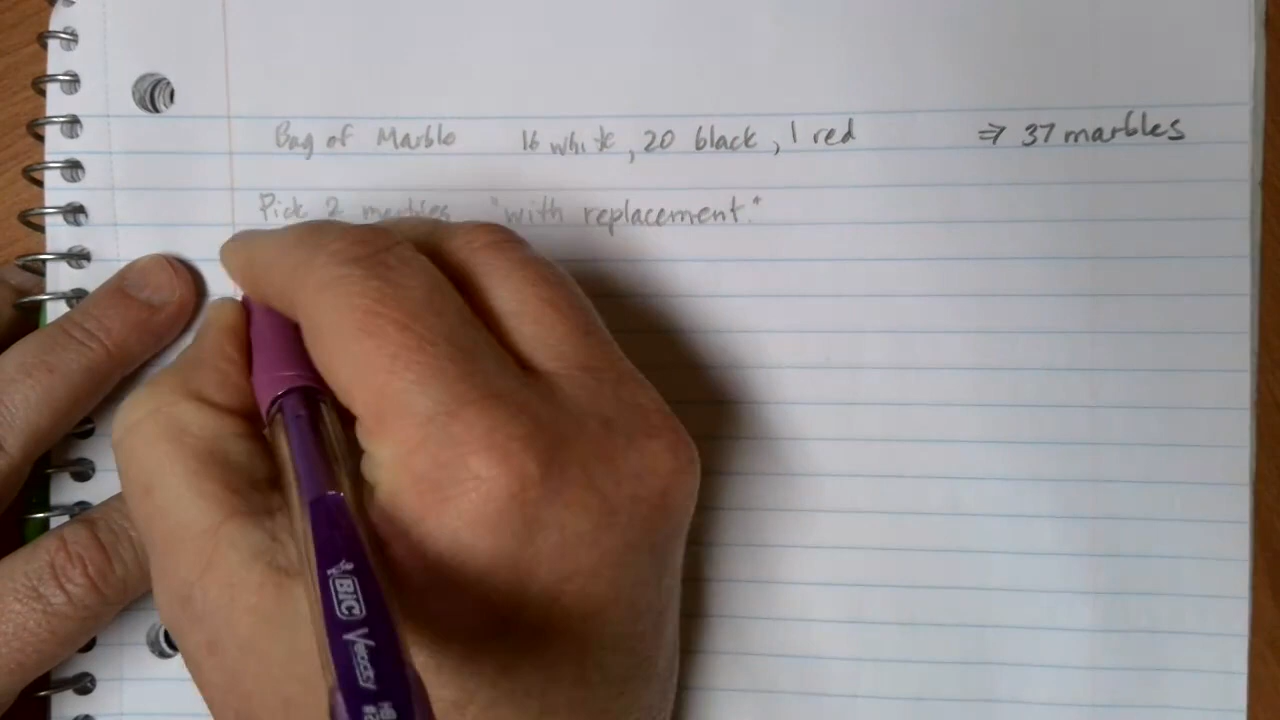 Bag of Marble 16 white, 20 black, 1 red ⇒ 37 marbles
Pick 2 marbles "with replacement."
BIC Velocity